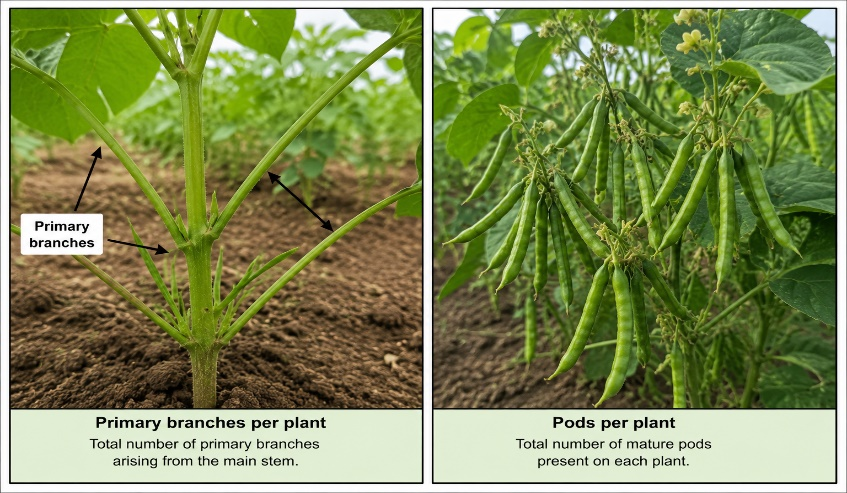 Primary
branches
Primary branches per plant
Total number of primary branches
arising from the main stem.
Pods per plant
Total number of mature pods
present on each plant.